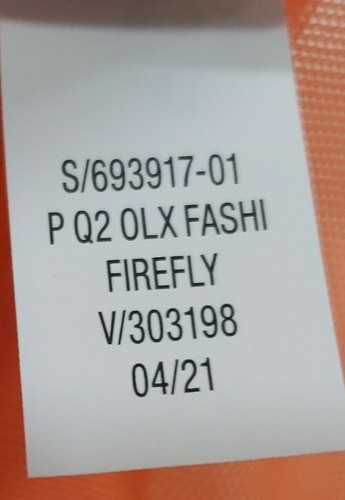 S/693917-01
P Q2 OLX FASHI
FIREFLY
V/303198
04/21